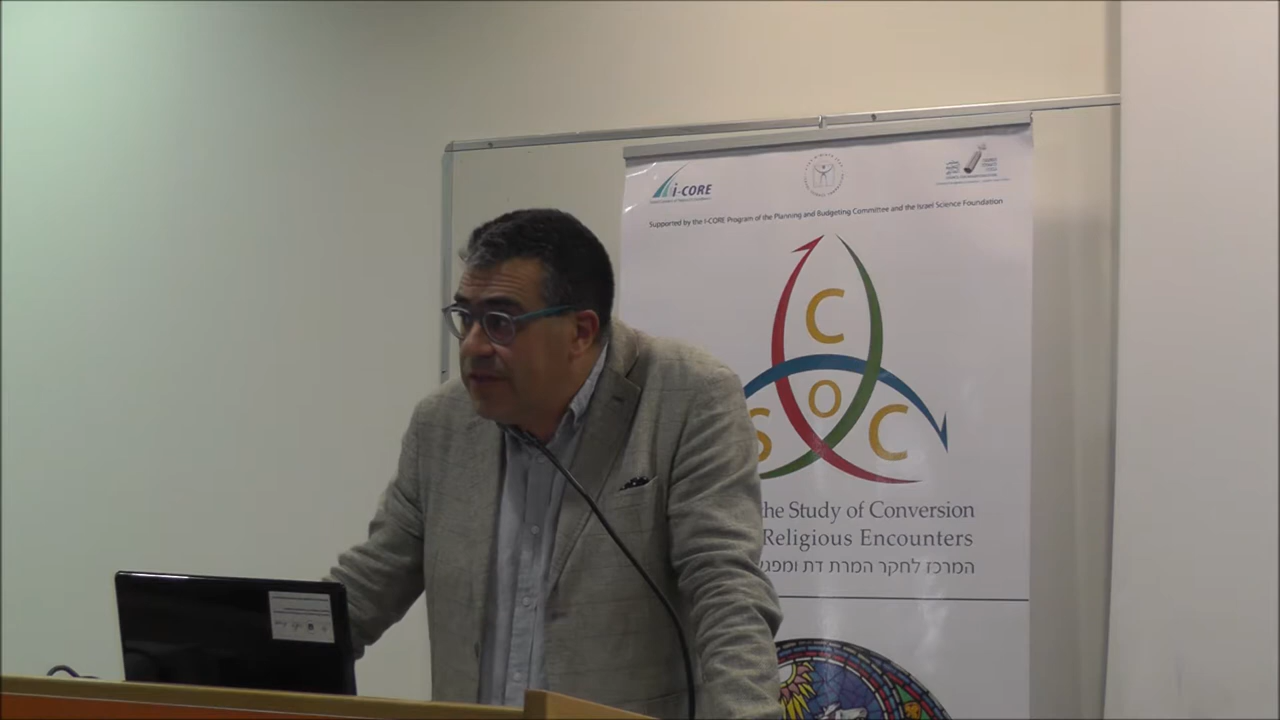 i-CORE
Supported by the I-CORE Program of the Planning and Budgeting Committee and the Israel Science Foundation
C
O
S C
the Study of Conversion
Religious Encounters
המרכז לחקר המרת דת ומפגש